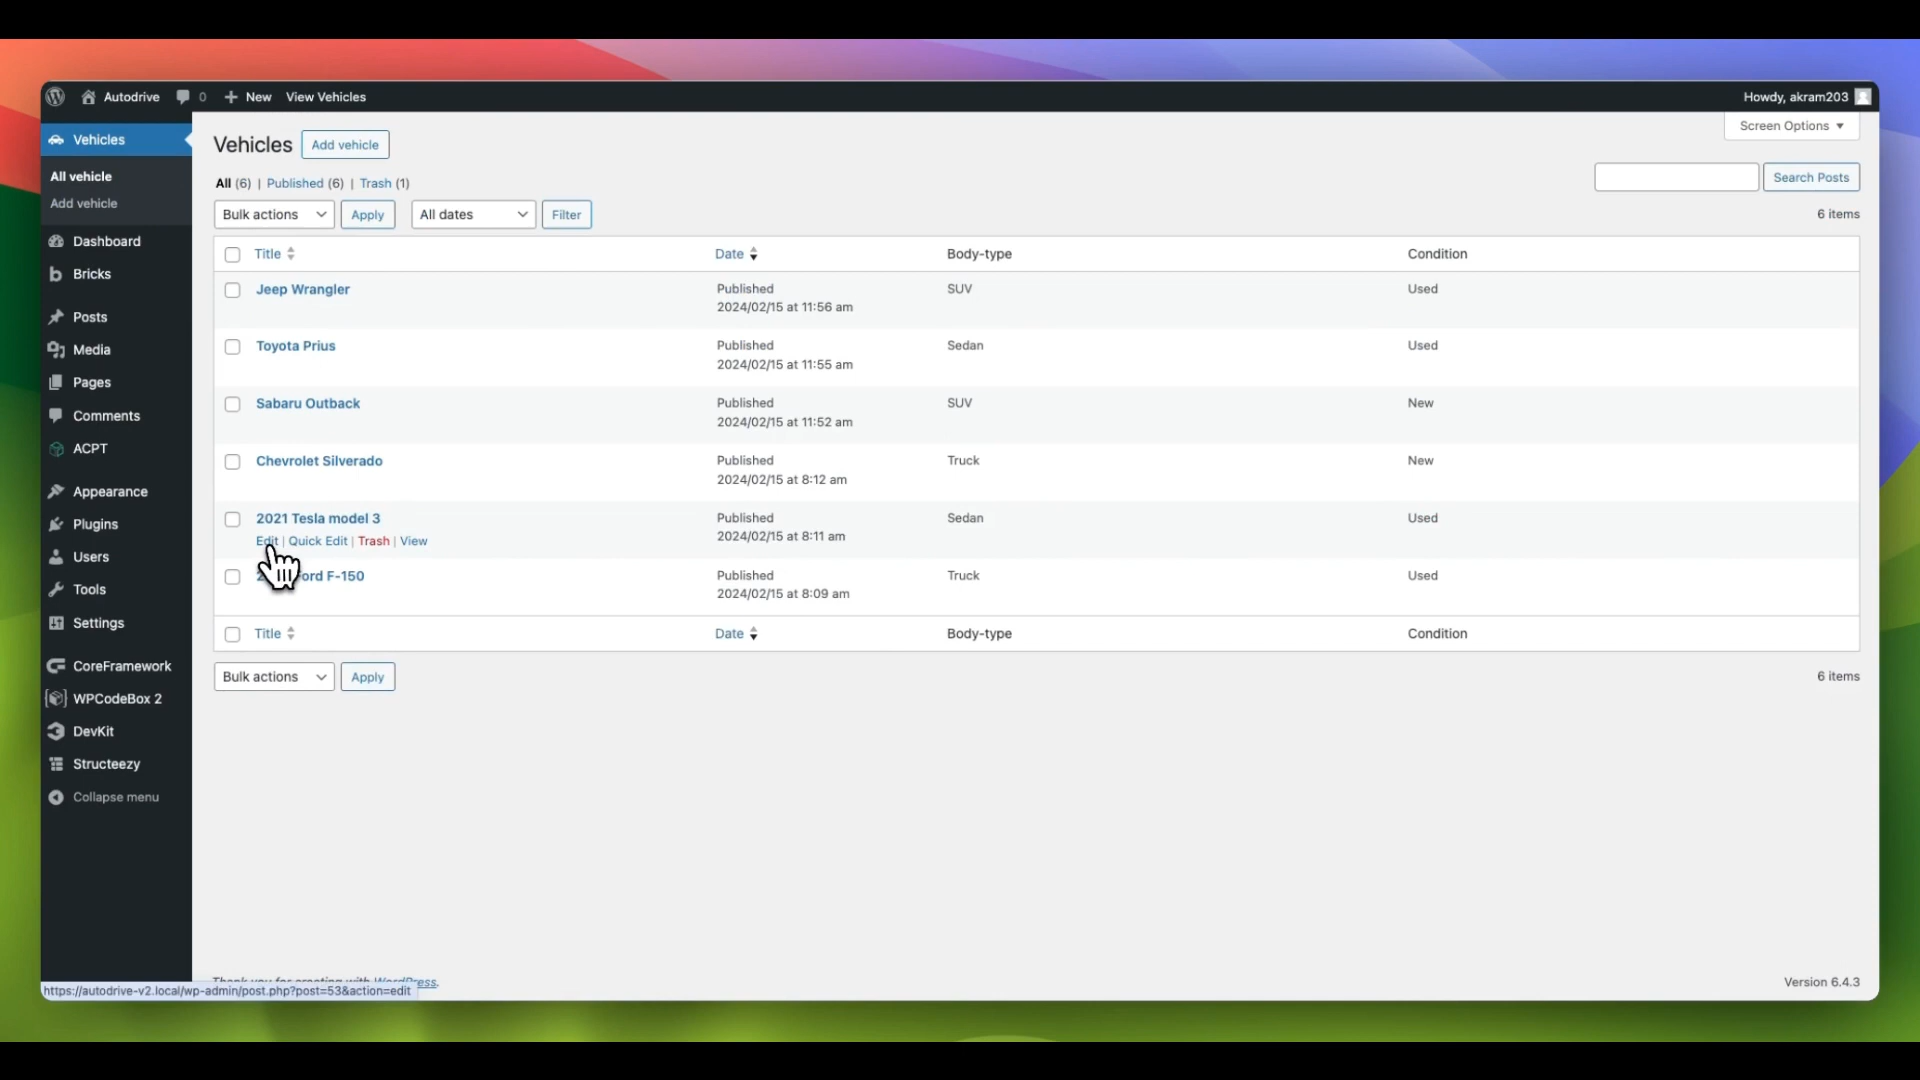 Autodrive 0 New View Vehicles Howdy, akram203
Vehicles
All vehicle
Add vehicle
Dashboard
Bricks
Posts
Media
Pages
Comments
ACPT
Appearance
Plugins
Users
Tools
Settings
CoreFramework
WPCodeBox 2
DevKit
Structeezy
Collapse menu
Screen Options
Vehicles Add vehicle
All (6) | Published (6) | Trash (1)
Search Posts
Bulk actions Apply All dates Filter 6 items
Title Date Body-type Condition
Jeep Wrangler Published SUV Used
2024/02/15 at 11:56 am
Toyota Prius Published Sedan Used
2024/02/15 at 11:55 am
Sabaru Outback Published SUV New
2024/02/15 at 11:52 am
Chevrolet Silverado Published Truck New
2024/02/15 at 8:12 am
2021 Tesla model 3 Published Sedan Used
Edit | Quick Edit | Trash | View 2024/02/15 at 8:11 am
F-150 Published Truck Used
2024/02/15 at 8:09 am
Title Date Body-type Condition
Bulk actions Apply 6 items
Thank you for creating with WordPress. Version 6.4.3
https://autodrive-v2.local/wp-admin/post.php?post=53&action=edit